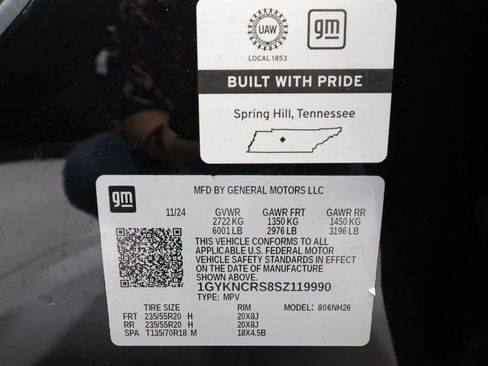 UAW
LOCAL 1853
gm
BUILT WITH PRIDE
Spring Hill, Tennessee
gm
MFD BY GENERAL MOTORS LLC
11/24 GVWR GAWR FRT GAWR RR
2722 KG 1350 KG 1450 KG
6001 LB 2976 LB 3196 LB
THIS VEHICLE CONFORMS TO ALL
APPLICABLE U.S. FEDERAL MOTOR
VEHICLE SAFETY STANDARDS IN EFFECT
ON THE DATE OF MANUFACTURE
SHOWN ABOVE.
1GYKNCRS8SZ119990
TYPE: MPV MODEL: 806NH26
TIRE SIZE RIM
FRT 235/55R20 H 20X8J
RR 235/55R20 H 20X8J
SPA T135/70R18 M 18X4.5B